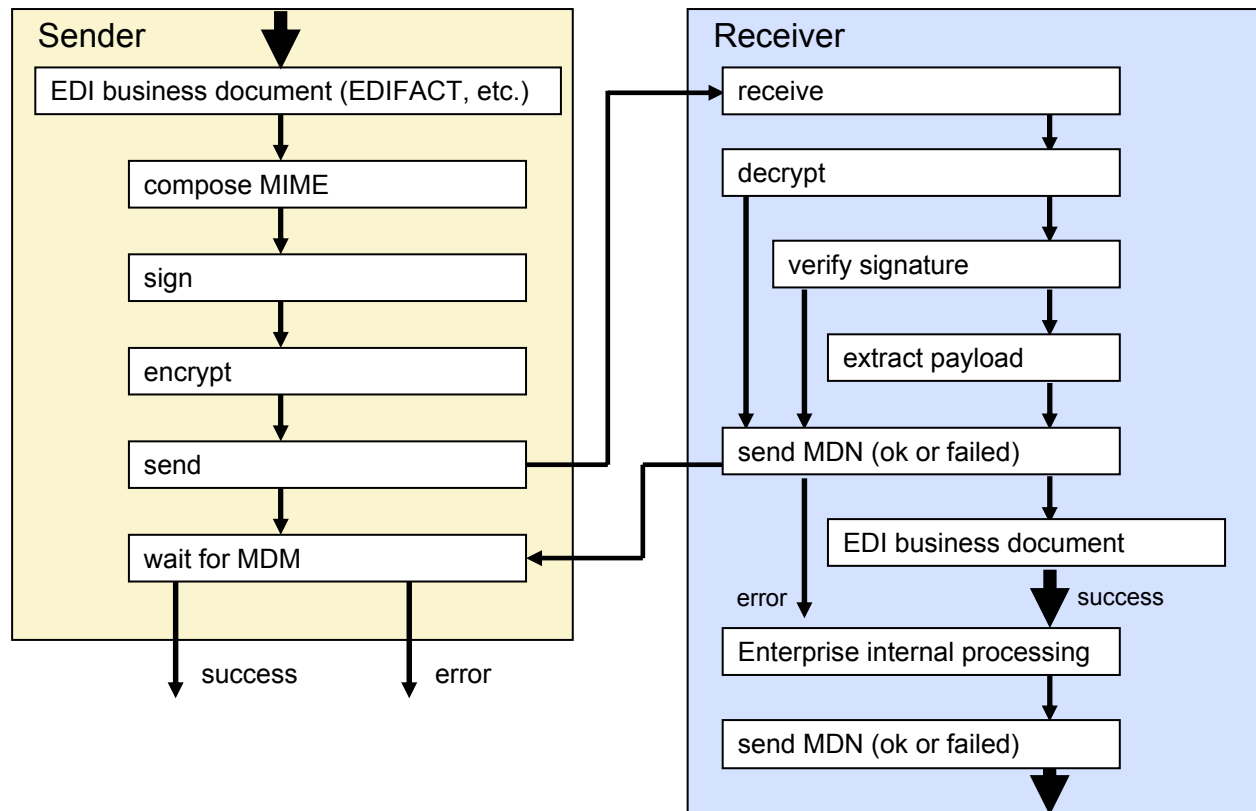 Sender
EDI business document (EDIFACT, etc.)
compose MIME
sign
encrypt
send
wait for MDM
success
error
Receiver
receive
decrypt
verify signature
extract payload
send MDN (ok or failed)
EDI business document
error
success
Enterprise internal processing
send MDN (ok or failed)